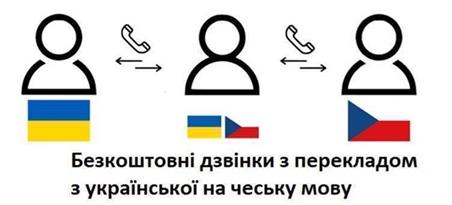 Безкоштовні дзвінки з перекладом
з української на чеську мову